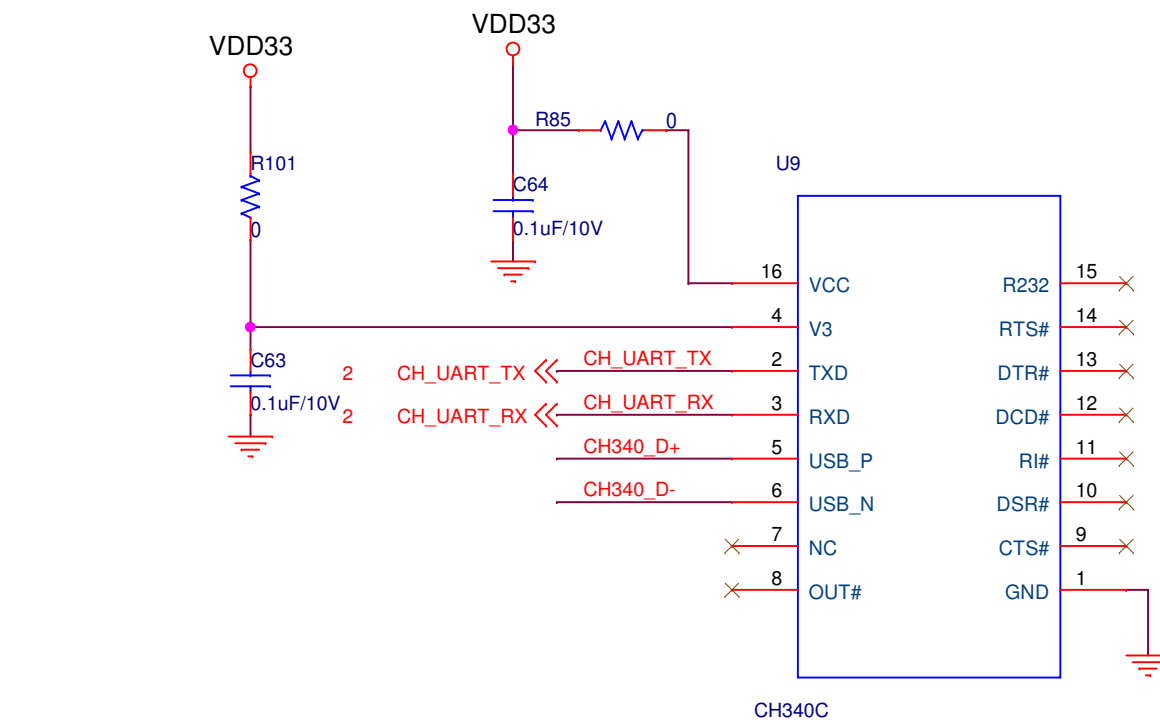 VDD33
VDD33
R85
0
R101
0
C64
0.1uF/10V
C63
0.1uF/10V
U9
16
VCC
4
V3
2
CH_UART_TX
CH_UART_TX
2
TXD
2
CH_UART_RX
CH_UART_RX
3
RXD
CH340_D+
5
USB_P
CH340_D-
6
USB_N
7
NC
8
OUT#
R232
15
RTS#
14
DTR#
13
DCD#
12
RI#
11
DSR#
10
CTS#
9
GND
1
CH340C